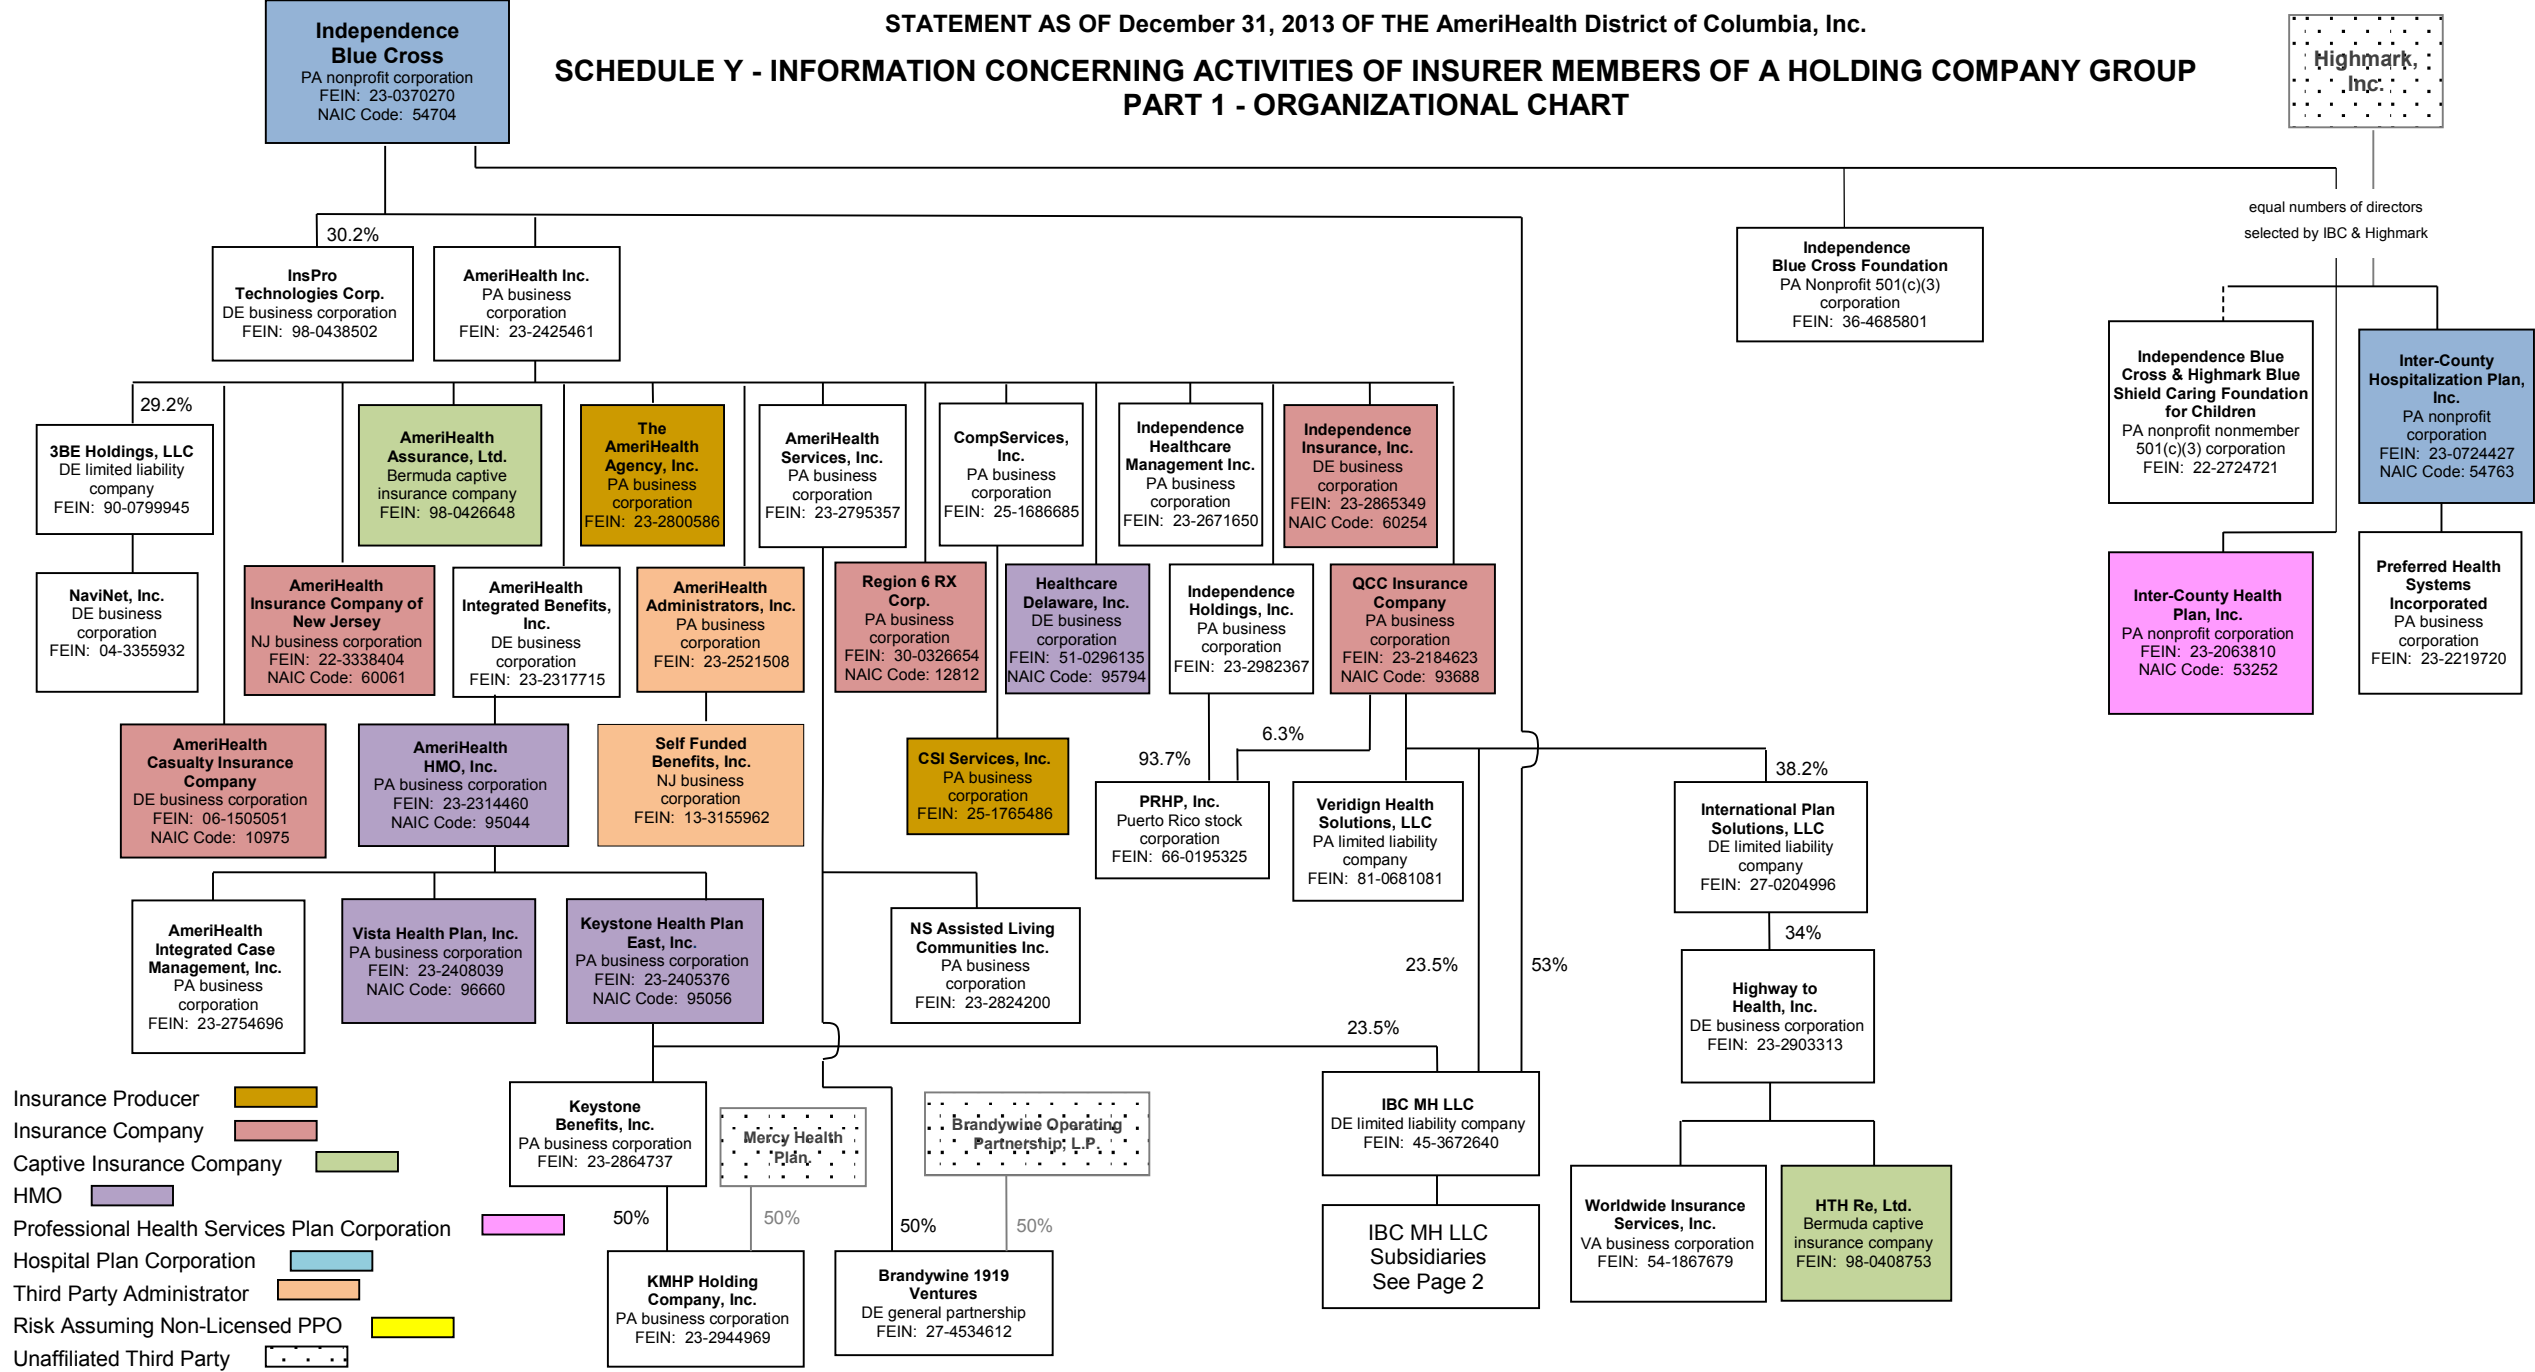 STATEMENT AS OF December 31, 2013 OF THE AmeriHealth District of Columbia, Inc.
SCHEDULE Y - INFORMATION CONCERNING ACTIVITIES OF INSURER MEMBERS OF A HOLDING COMPANY GROUP
PART 1 - ORGANIZATIONAL CHART
Independence
Blue Cross
PA nonprofit corporation
FEIN: 23-0370270
NAIC Code: 54704
Highmark,
Inc.
equal numbers of directors
selected by IBC & Highmark
30.2%
InsPro
Technologies Corp.
DE business corporation
FEIN: 98-0438502
AmeriHealth Inc.
PA business
corporation
FEIN: 23-2425461
Independence
Blue Cross Foundation
PA Nonprofit 501(c)(3)
corporation
FEIN: 36-4685801
Independence Blue
Cross & Highmark Blue
Shield Caring Foundation
for Children
PA nonprofit nonmember
501(c)(3) corporation
FEIN: 22-2724721
Inter-County
Hospitalization Plan,
Inc.
PA nonprofit
corporation
FEIN: 23-0724427
NAIC Code: 54763
29.2%
3BE Holdings, LLC
DE limited liability
company
FEIN: 90-0799945
AmeriHealth
Assurance, Ltd.
Bermuda captive
insurance company
FEIN: 98-0426648
The
AmeriHealth
Agency, Inc.
PA business
corporation
FEIN: 23-2800586
AmeriHealth
Services, Inc.
PA business
corporation
FEIN: 23-2795357
CompServices,
Inc.
PA business
corporation
FEIN: 25-1686685
Independence
Healthcare
Management Inc.
PA business
corporation
FEIN: 23-2671650
Independence
Insurance, Inc.
DE business
corporation
FEIN: 23-2865349
NAIC Code: 60254
NaviNet, Inc.
DE business
corporation
FEIN: 04-3355932
AmeriHealth
Insurance Company of
New Jersey
NJ business corporation
FEIN: 22-3338404
NAIC Code: 60061
AmeriHealth
Integrated Benefits,
Inc.
DE business
corporation
FEIN: 23-2317715
AmeriHealth
Administrators, Inc.
PA business
corporation
FEIN: 23-2521508
Region 6 RX
Corp.
PA business
corporation
FEIN: 30-0326654
NAIC Code: 12812
Healthcare
Delaware, Inc.
DE business
corporation
FEIN: 51-0296135
NAIC Code: 95794
Independence
Holdings, Inc.
PA business
corporation
FEIN: 23-2982367
QCC Insurance
Company
PA business
corporation
FEIN: 23-2184623
NAIC Code: 93688
Inter-County Health
Plan, Inc.
PA nonprofit corporation
FEIN: 23-2063810
NAIC Code: 53252
Preferred Health
Systems
Incorporated
PA business
corporation
FEIN: 23-2219720
AmeriHealth
Casualty Insurance
Company
DE business corporation
FEIN: 06-1505051
NAIC Code: 10975
AmeriHealth
HMO, Inc.
PA business corporation
FEIN: 23-2314460
NAIC Code: 95044
Self Funded
Benefits, Inc.
NJ business
corporation
FEIN: 13-3155962
CSI Services, Inc.
PA business
corporation
FEIN: 25-1765486
93.7%
6.3%
PRHP, Inc.
Puerto Rico stock
corporation
FEIN: 66-0195325
Veridign Health
Solutions, LLC
PA limited liability
company
FEIN: 81-0681081
38.2%
International Plan
Solutions, LLC
DE limited liability
company
FEIN: 27-0204996
AmeriHealth
Integrated Case
Management, Inc.
PA business
corporation
FEIN: 23-2754696
Vista Health Plan, Inc.
PA business corporation
FEIN: 23-2408039
NAIC Code: 96660
Keystone Health Plan
East, Inc.
PA business corporation
FEIN: 23-2405376
NAIC Code: 95056
NS Assisted Living
Communities Inc.
PA business
corporation
FEIN: 23-2824200
23.5%
53%
34%
Highway to
Health, Inc.
DE business corporation
FEIN: 23-2903313
23.5%
Keystone
Benefits, Inc.
PA business corporation
FEIN: 23-2864737
Mercy Health
Plan
Brandywine Operating
Partnership, L.P.
IBC MH LLC
DE limited liability company
FEIN: 45-3672640
50%
50%
50%
50%
KMHP Holding
Company, Inc.
PA business corporation
FEIN: 23-2944969
Brandywine 1919
Ventures
DE general partnership
FEIN: 27-4534612
IBC MH LLC
Subsidiaries
See Page 2
Worldwide Insurance
Services, Inc.
VA business corporation
FEIN: 54-1867679
HTH Re, Ltd.
Bermuda captive
insurance company
FEIN: 98-0408753
Insurance Producer
Insurance Company
Captive Insurance Company
HMO
Professional Health Services Plan Corporation
Hospital Plan Corporation
Third Party Administrator
Risk Assuming Non-Licensed PPO
Unaffiliated Third Party